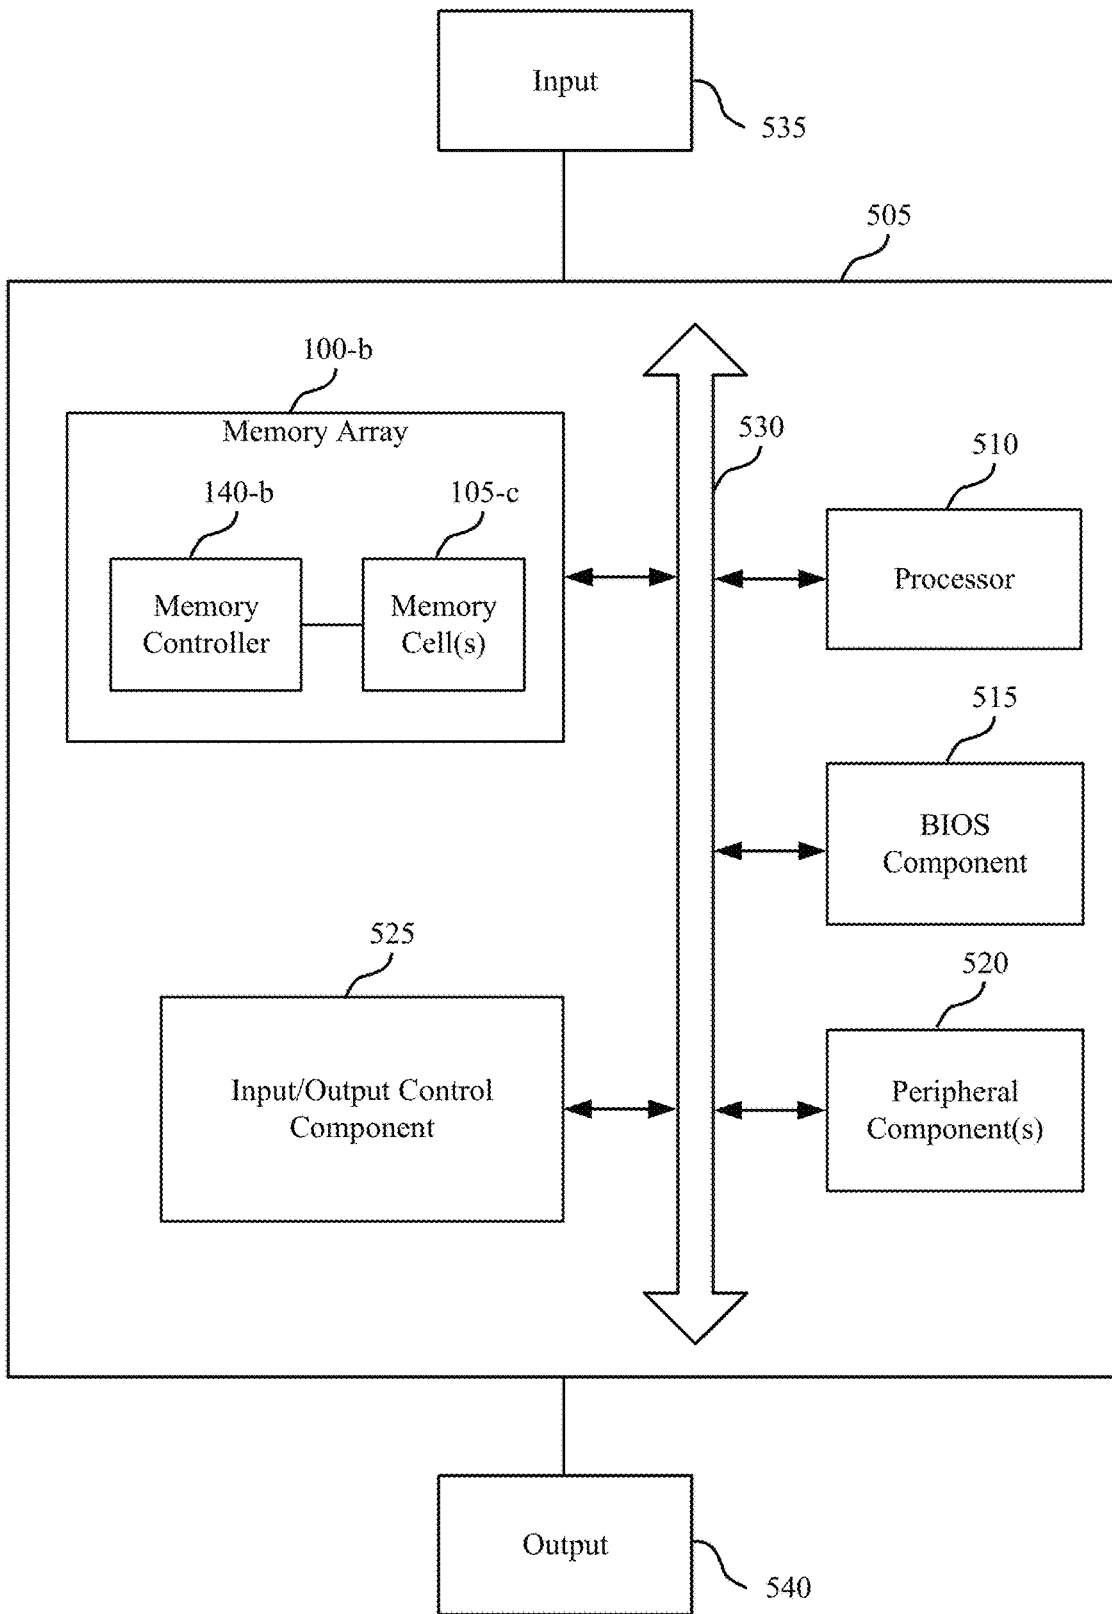 Input
535
505
100-b
Memory Array
530
510
140-b
105-c
Memory
Controller
Memory
Cell(s)
Processor
515
BIOS
Component
525
520
Input/Output Control
Component
Peripheral
Component(s)
Output
540